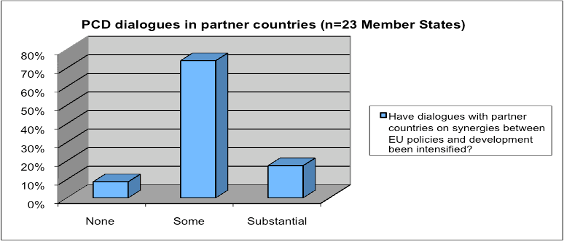 PCD dialogues in partner countries (n=23 Member States)
80%
70%
60%
50%
40%
30%
20%
10%
0%
None Some Substantial
Have dialogues with partner
countries on synergies between
EU policies and development
been intensified?